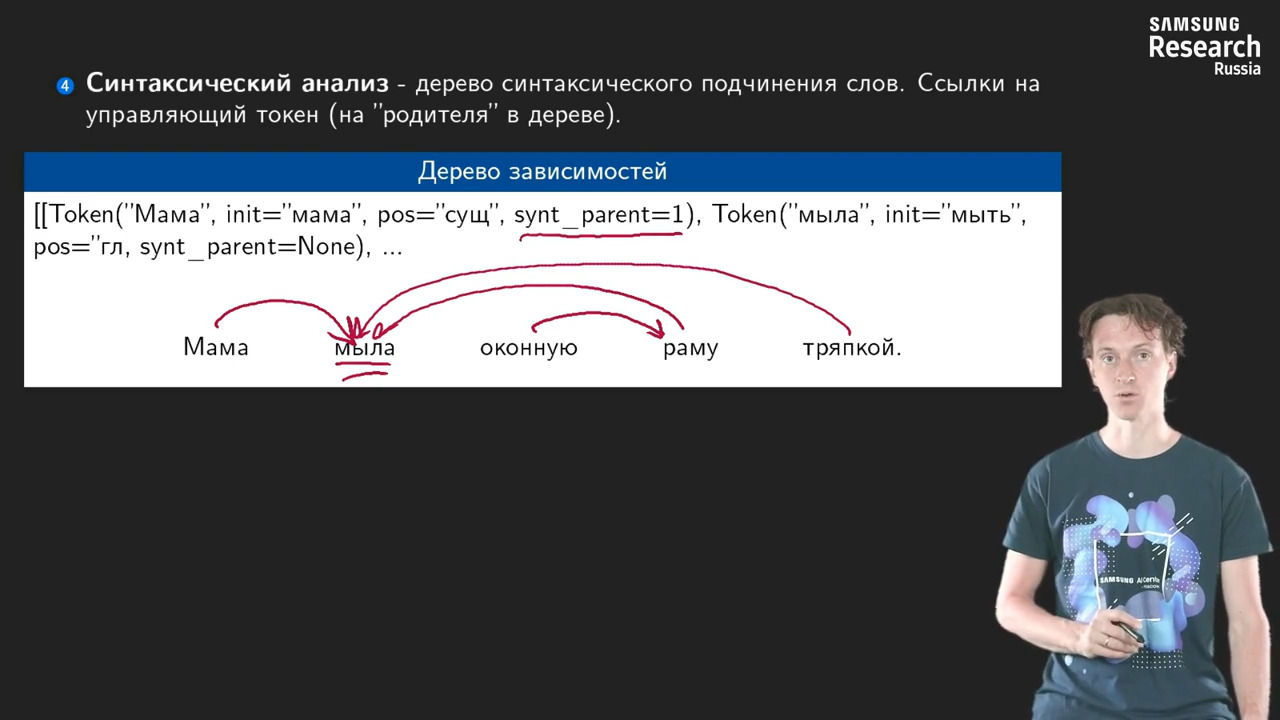 SAMSUNG
Research
Russia
4 Синтаксический анализ - дерево синтаксического подчинения слов. Ссылки на
управляющий токен (на ”родителя” в дереве).
Дерево зависимостей
[[Token(”Мама”, init=”мама”, pos=”сущ”, synt_parent=1), Token(”мыла”, init=”мыть”,
pos=”гл, synt_parent=None), ...
Мама мыла оконную раму тряпкой.
SAMSUNG AI Center